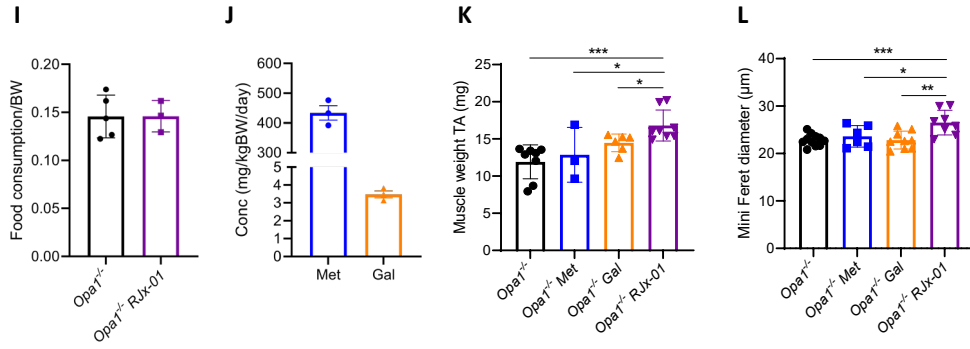 I
Food consumption/BW
0.20
0.15
0.10
0.05
0.00
Opa1-/-
Opa1-/- RJx-01
J
Conc (mg/kgBW/day)
600
500
400
300
5
4
3
2
1
0
Met
Gal
K
Muscle weight TA (mg)
25
20
15
10
5
0
***
*
*
Opa1-/-
Opa1-/- Met
Opa1-/- Gal
Opa1-/- RJx-01
L
Mini Feret diameter (µm)
40
30
20
10
0
***
*
**
Opa1-/-
Opa1-/- Met
Opa1-/- Gal
Opa1-/- RJx-01